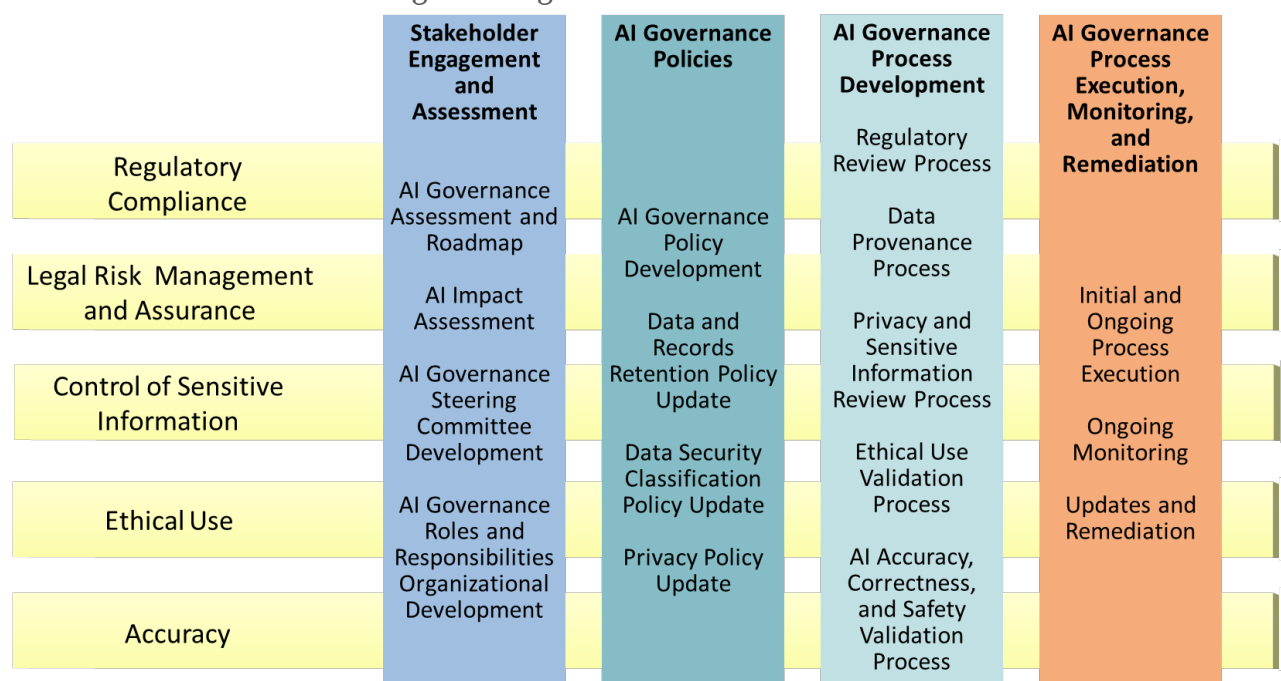 Stakeholder
Engagement
and
Assessment
AI Governance
Policies
AI Governance
Process
Development
AI Governance
Process
Execution,
Monitoring,
and
Remediation
Regulatory
Compliance
Legal Risk Management
and Assurance
Control of Sensitive
Information
Ethical Use
Accuracy
AI Governance
Assessment and
Roadmap
AI Impact
Assessment
AI Governance
Steering
Committee
Development
AI Governance
Roles and
Responsibilities
Organizational
Development
AI Governance
Policy
Development
Data and
Records
Retention Policy
Update
Data Security
Classification
Policy Update
Privacy Policy
Update
Regulatory
Review Process
Data
Provenance
Process
Privacy and
Sensitive
Information
Review Process
Ethical Use
Validation
Process
AI Accuracy,
Correctness,
and Safety
Validation
Process
Initial and
Ongoing
Process
Execution
Ongoing
Monitoring
Updates and
Remediation